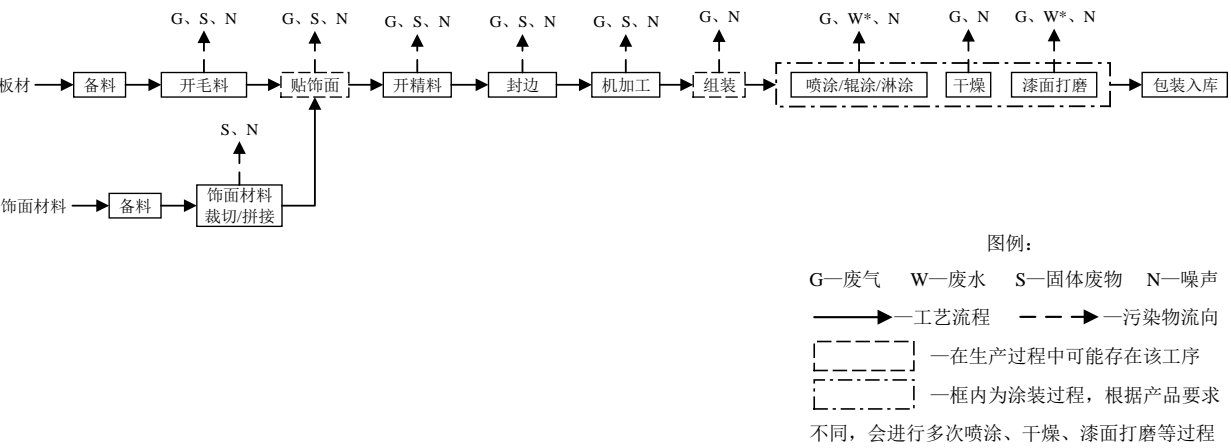 G、S、N
G、S、N
G、S、N
G、S、N
G、S、N
G、N
G、W*、N
G、N
G、W*、N
板材
备料
开毛料
贴饰面
开精料
封边
机加工
组装
喷涂/辊涂/淋涂
干燥
漆面打磨
包装入库
S、N
饰面材料
备料
饰面材料
裁切/拼接
图例：
G—废气 W—废水 S—固体废物 N—噪声
—工艺流程 —污染物流向
—在生产过程中可能存在该工序
—框内为涂装过程，根据产品要求
不同，会进行多次喷涂、干燥、漆面打磨等过程